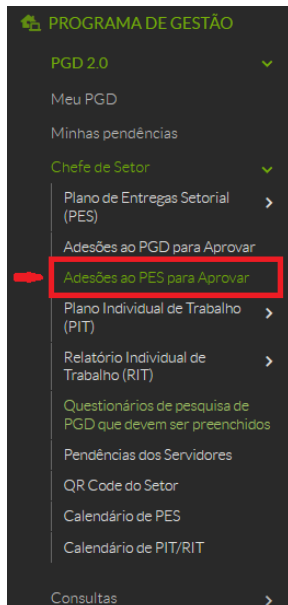 PROGRAMA DE GESTÃO
PGD 2.0
Meu PGD
Minhas pendências
Chefe de Setor
Plano de Entregas Setorial
(PES)
Adesões ao PGD para Aprovar
Adesões ao PES para Aprovar
Plano Individual de Trabalho
(PIT)
Relatório Individual de
Trabalho (RIT)
Questionários de pesquisa de
PGD que devem ser preenchidos
Pendências dos Servidores
QR Code do Setor
Calendário de PES
Calendário de PIT/RIT
Consultas